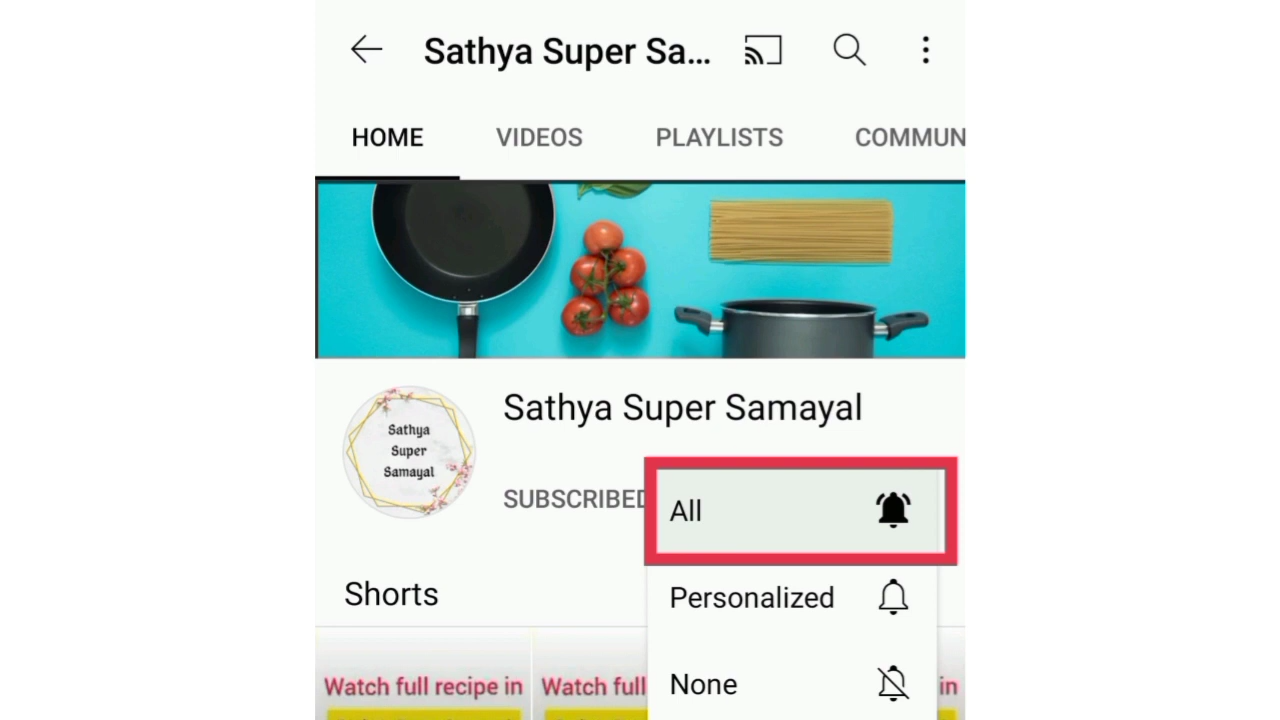 Sathya Super Sa...
HOME VIDEOS PLAYLISTS COMMUN
Sathya
Super
Samayal
Sathya Super Samayal
SUBSCRIBED
All
Personalized
None
Shorts
Watch full recipe in
Watch full
in